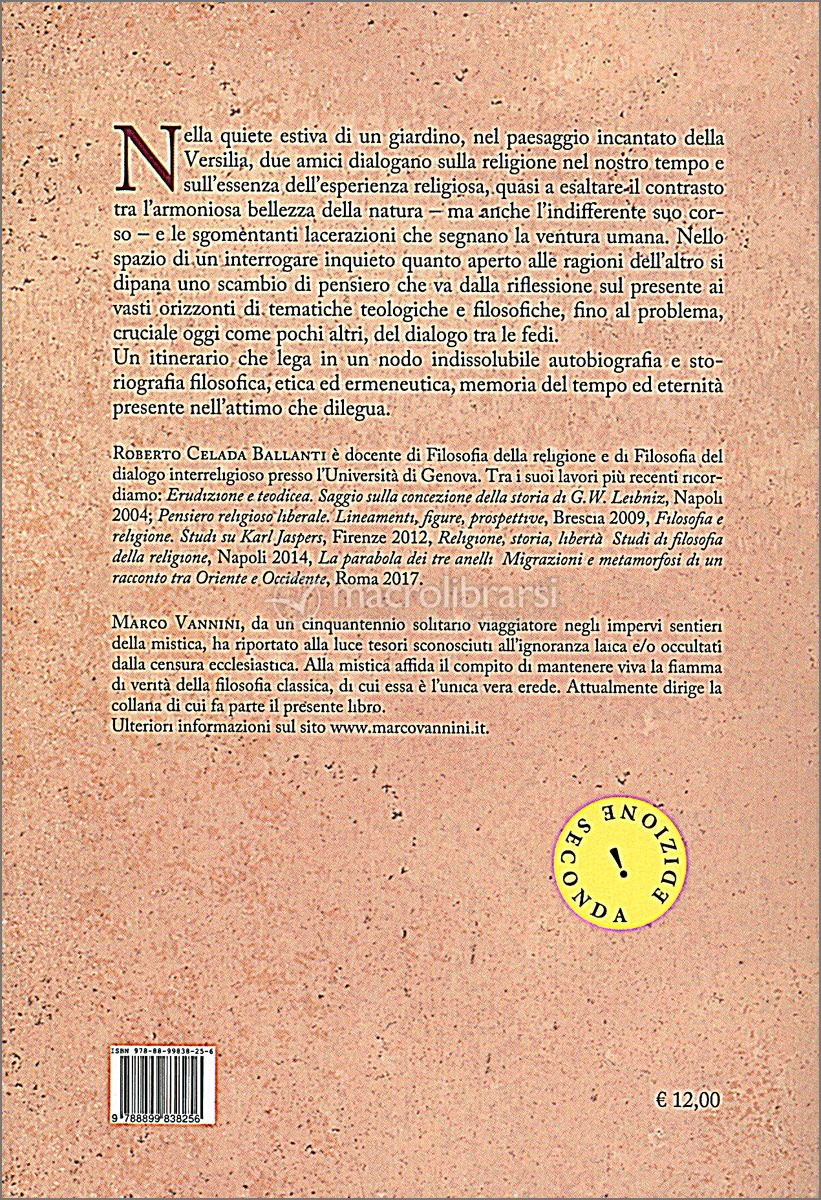 Nella quiete estiva di un giardino, nel paesaggio incantato della
Versilia, due amici dialogano sulla religione nel nostro tempo e
sull'essenza dell'esperienza religiosa, quasi a esaltare il contrasto
tra l'armoniosa bellezza della natura – ma anche l'indifferente suo cor-
so – e le sgomentanti lacerazioni che segnano la ventura umana. Nello
spazio di un interrogare inquieto quanto aperto alle ragioni dell'altro si
dipana uno scambio di pensiero che va dalla riflessione sul presente ai
vasti orizzonti di tematiche teologiche e filosofiche, fino al problema,
cruciale oggi come pochi altri, del dialogo tra le fedi.
Un itinerario che lega in un nodo indissolubile autobiografia e sto-
riografia filosofica, etica ed ermeneutica, memoria del tempo ed eternità
presente nell'attimo che dilegua.
ROBERTO CELADA BALLANTI è docente di Filosofia della religione e di Filosofia del
dialogo interreligioso presso l'Università di Genova. Tra i suoi lavori più recenti ricor-
diamo: Erudizione e teodicea. Saggio sulla concezione della storia di G.W. Leibniz, Napoli
2004; Pensiero religioso liberale. Lineamenti, figure, prospettive, Brescia 2009, Filosofia e
religione. Studi su Karl Jaspers, Firenze 2012, Religione, storia, libertà Studi di filosofia
della religione, Napoli 2014, La parabola dei tre anelli Migrazioni e metamorfosi di un
racconto tra Oriente e Occidente, Roma 2017.
macrolibrarsi
MARCO VANNINI, da un cinquantennio solitario viaggiatore negli impervi sentieri
della mistica, ha riportato alla luce tesori sconosciuti all'ignoranza laica e/o occultati
dalla censura ecclesiastica. Alla mistica affida il compito di mantenere viva la fiamma
di verità della filosofia classica, di cui essa è l'unica vera erede. Attualmente dirige la
collana di cui fa parte il presente libro.
Ulteriori informazioni sul sito www.marcovannini.it.
SECONDA EDIZIONE
!
ISBN 978-88-99838-25-6
9 788899 838256
€ 12,00